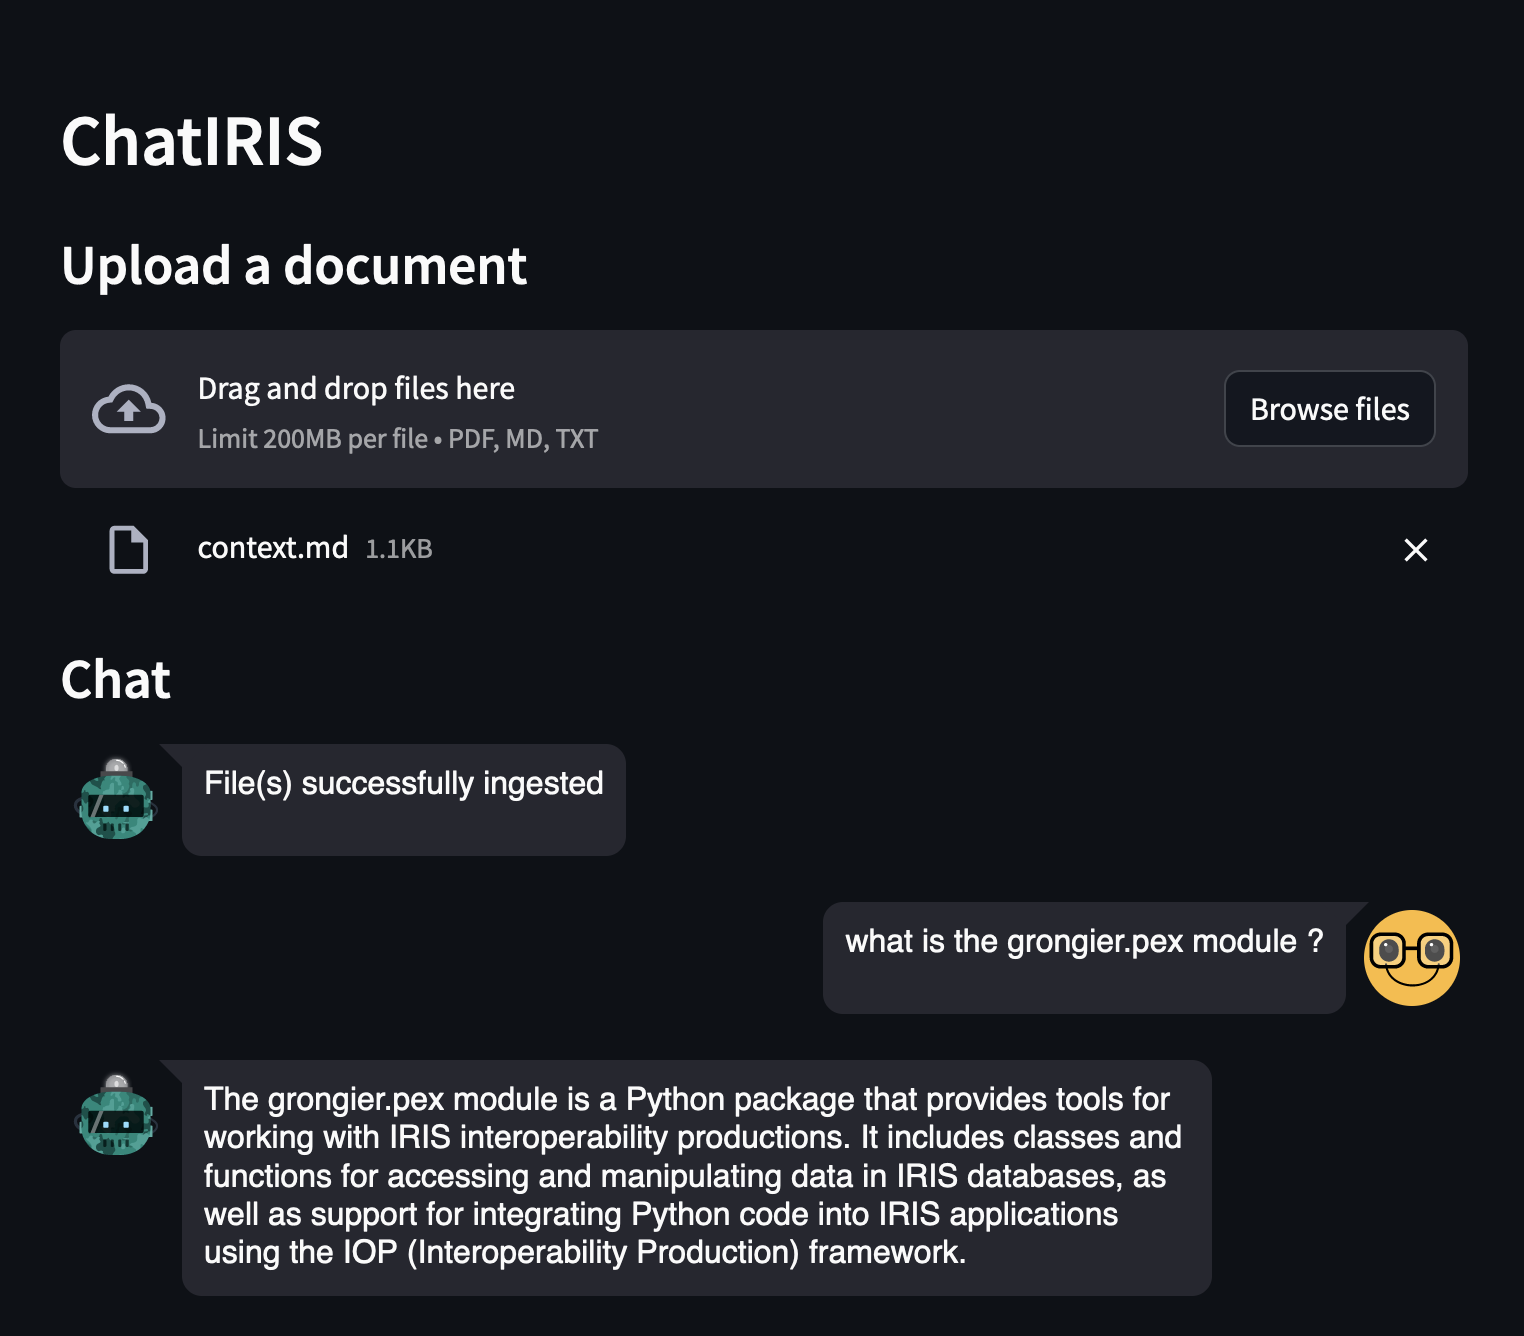 ChatIRIS
Upload a document
Drag and drop files here
Limit 200MB per file • PDF, MD, TXT
Browse files
context.md 1.1KB
Chat
File(s) successfully ingested
what is the grongier.pex module ?
The grongier.pex module is a Python package that provides tools for
working with IRIS interoperability productions. It includes classes and
functions for accessing and manipulating data in IRIS databases, as
well as support for integrating Python code into IRIS applications
using the IOP (Interoperability Production) framework.